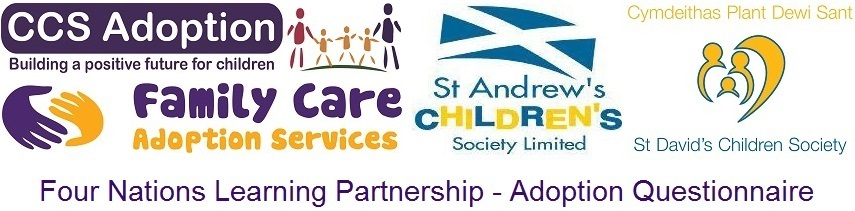 CCS Adoption
Building a positive future for children
Family Care
Adoption Services
St Andrew's
CHiLDREN'S
Society Limited
Cymdeithas Plant Dewi Sant
St David's Children Society
Four Nations Learning Partnership - Adoption Questionnaire